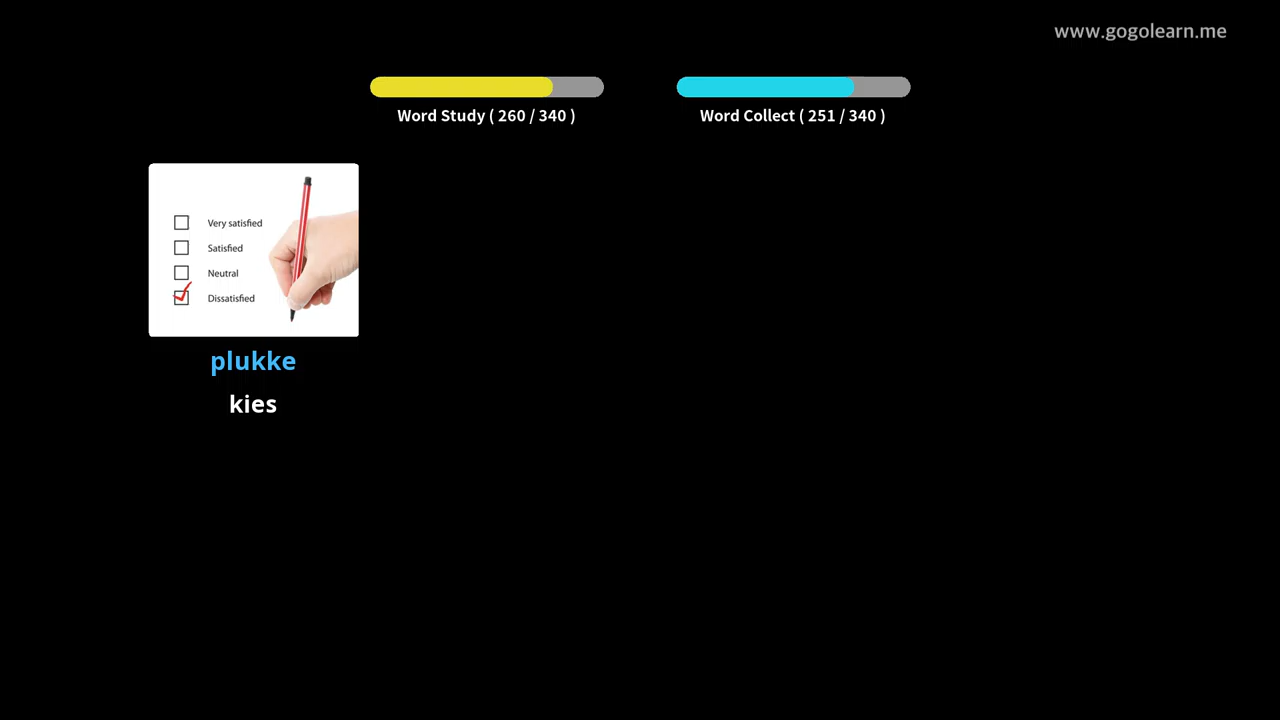 www.gogolearn.me
Word Study ( 260 / 340 )
Word Collect ( 251 / 340 )
Very satisfied
Satisfied
Neutral
Dissatisfied
plukke
kies